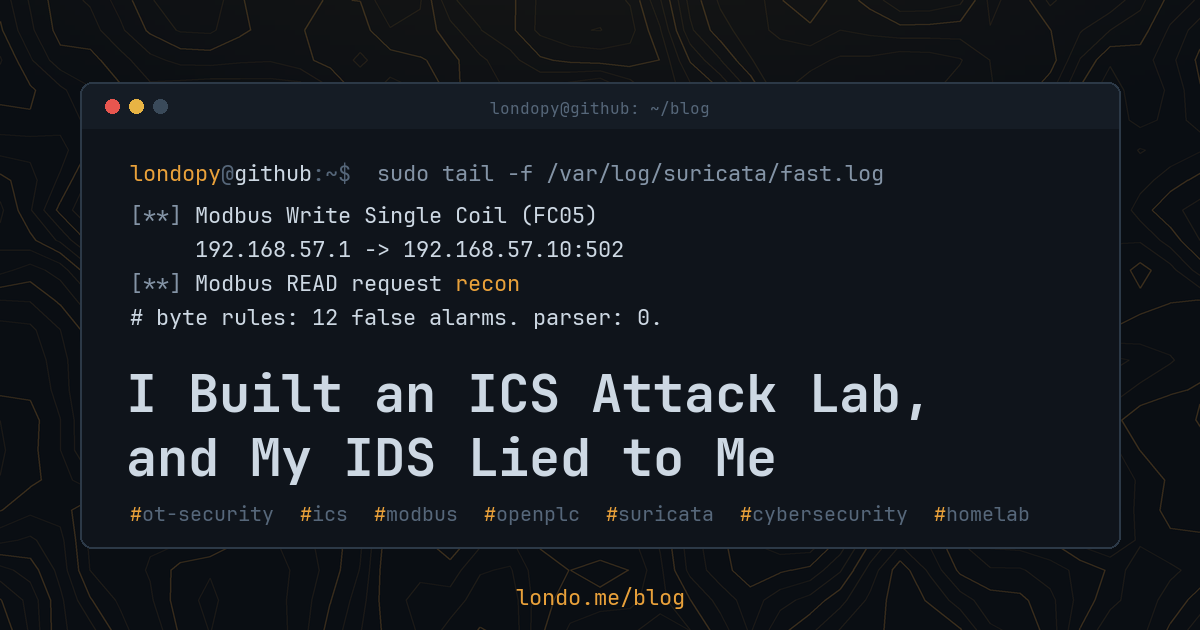 londopy@github: ~/blog
londopy@github:~$ sudo tail -f /var/log/suricata/fast.log
[**] Modbus Write Single Coil (FC05)
192.168.57.1 -> 192.168.57.10:502
[**] Modbus READ request recon
# byte rules: 12 false alarms. parser: 0.
I Built an ICS Attack Lab,
and My IDS Lied to Me
#ot-security #ics #modbus #openplc #suricata #cybersecurity #homelab
londo.me/blog